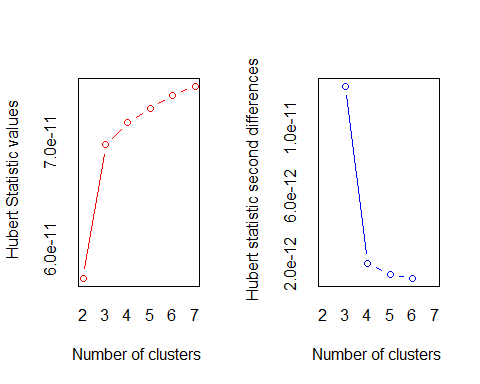 Hubert Statistic values
6.0e-11 7.0e-11
2 3 4 5 6 7
Number of clusters
Hubert statistic second differences
2.0e-12 6.0e-12 1.0e-11
2 3 4 5 6 7
Number of clusters